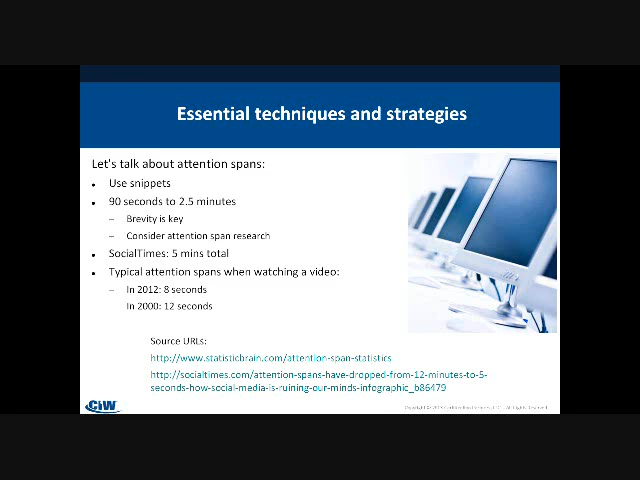 Essential techniques and strategies
Let's talk about attention spans:
Use snippets
90 seconds to 2.5 minutes
– Brevity is key
– Consider attention span research
SocialTimes: 5 mins total
Typical attention spans when watching a video:
– In 2012: 8 seconds
In 2000: 12 seconds
Source URLs:
http://www.statisticbrain.com/attention-span-statistics
http://socialtimes.com/attention-spans-have-dropped-from-12-minutes-to-5-
seconds-how-social-media-is-ruining-our-minds-infographic_b86479
CIW
All Rights Reserved